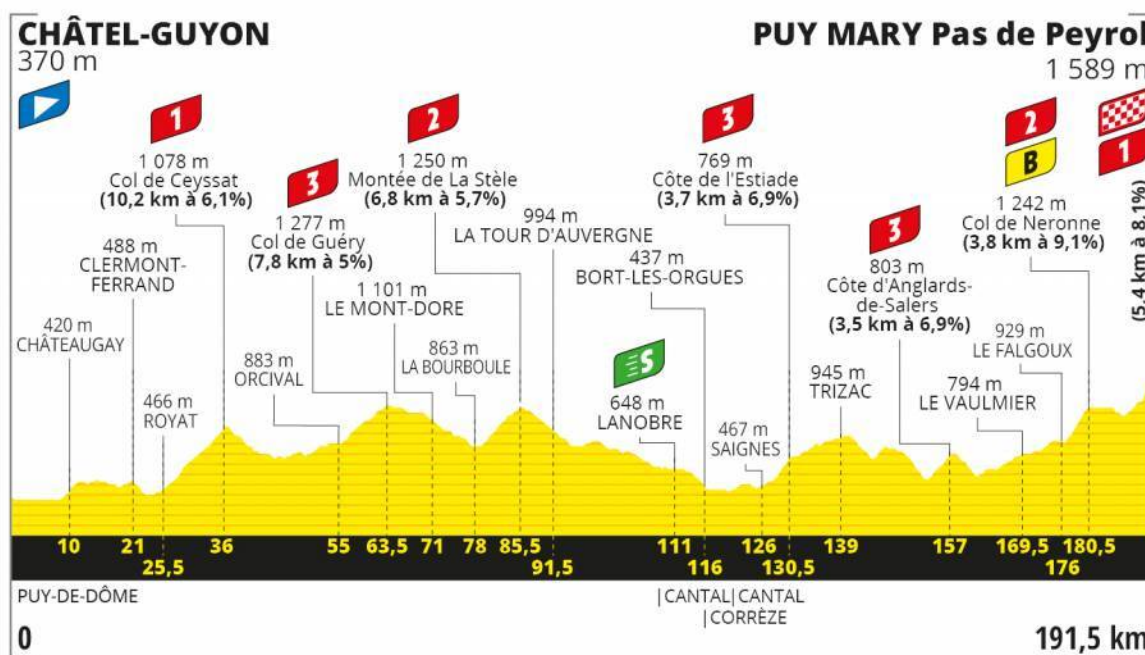 CHÂTEL-GUYON
370 m
PUY MARY Pas de Peyrol
1 589 m
1
1 078 m
Col de Ceyssat
(10,2 km à 6,1%)
3
1 277 m
Col de Guéry
(7,8 km à 5%)
2
1 250 m
Montée de La Stèle
(6,8 km à 5,7%)
994 m
LA TOUR D'AUVERGNE
3
769 m
Côte de l'Estiade
(3,7 km à 6,9%)
3
803 m
Côte d'Anglards-
de-Salers
(3,5 km à 6,9%)
2
B
1 242 m
Col de Neronne
(3,8 km à 9,1%)
1
(5,4 km à 8,1%)
488 m
CLERMONT-
FERRAND
420 m
CHÂTEAUGAY
466 m
ROYAT
883 m
ORCIVAL
1 101 m
LE MONT-DORE
863 m
LA BOURBOULE
437 m
BORT-LES-ORGUES
S
648 m
LANOBRE
467 m
SAIGNES
945 m
TRIZAC
794 m
LE VAULMIER
929 m
LE FALGOUX
10 21 36 55 63,5 71 78 85,5 111 126 139 157 169,5 180,5
25,5 91,5 116 130,5 176
PUY-DE-DÔME |CANTAL|CANTAL
|CORRÈZE
0 191,5 km